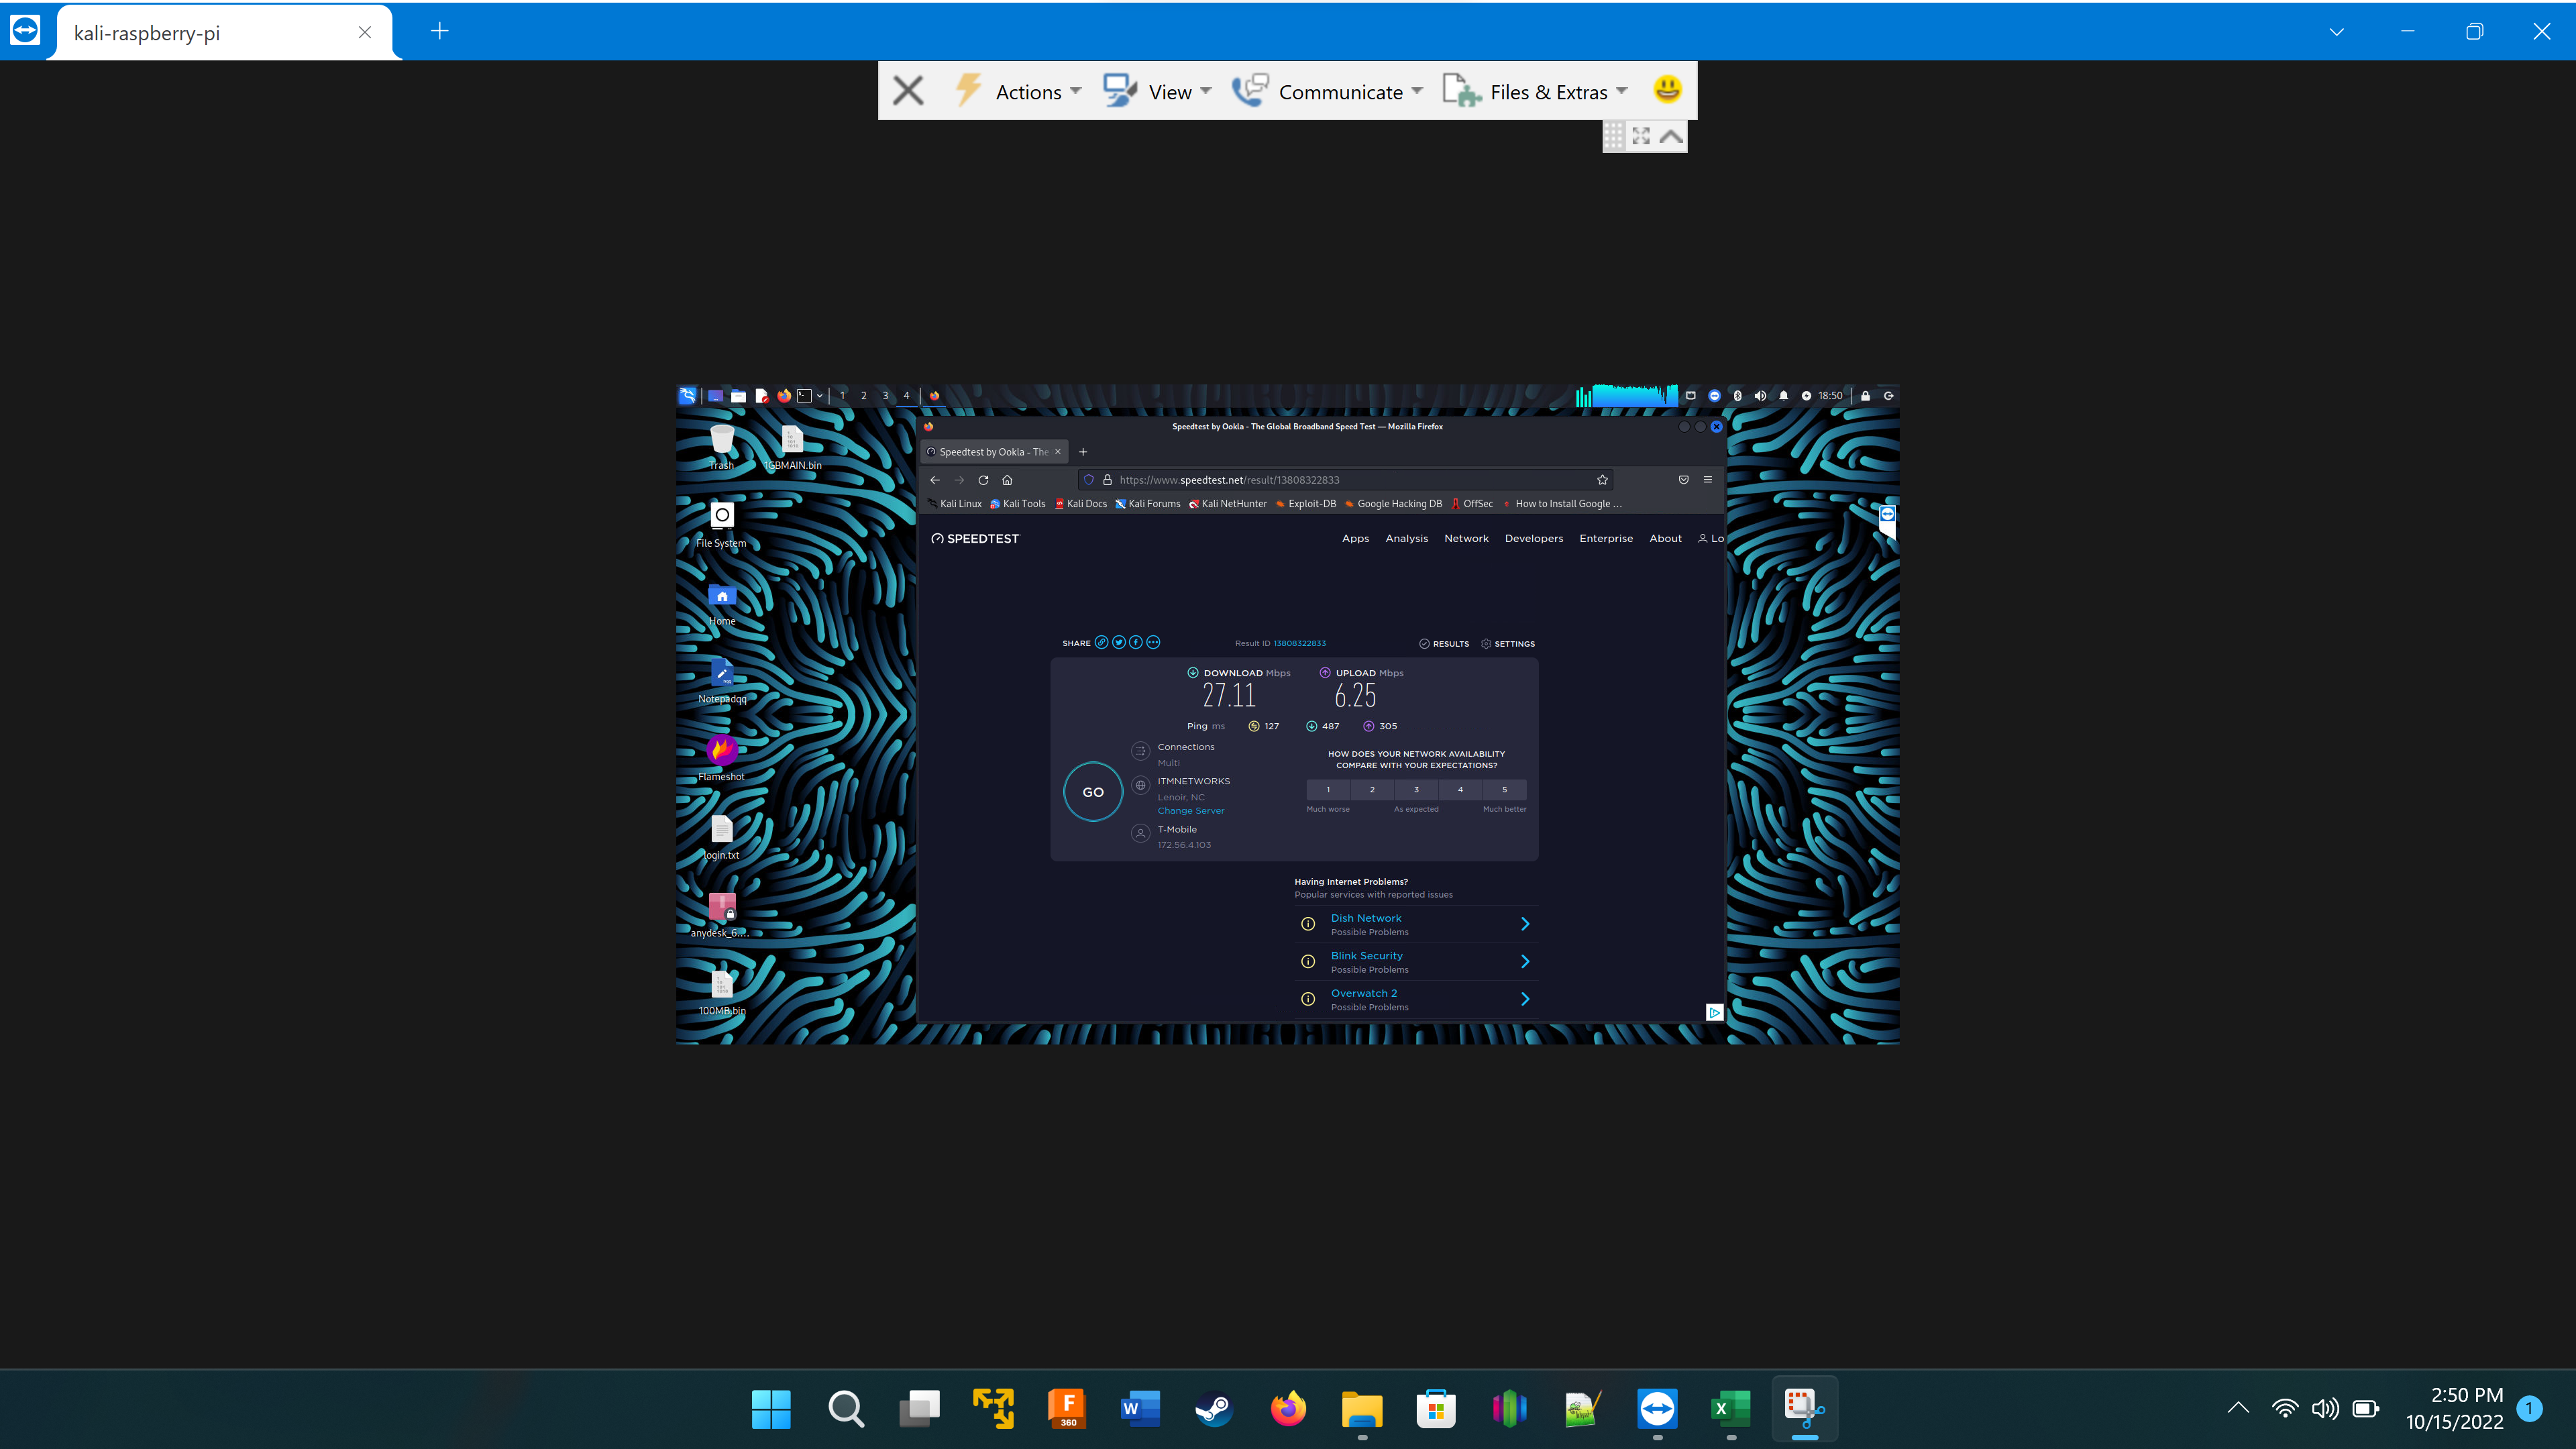 kali-raspberry-pi
Actions View Communicate Files & Extras
1 2 3 4 18:50
Speedtest by Ookla - The Global Broadband Speed Test — Mozilla Firefox
Speedtest by Ookla - The
https://www.speedtest.net/result/13808322833
Kali Linux Kali Tools Kali Docs Kali Forums Kali NetHunter Exploit-DB Google Hacking DB OffSec How to Install Google ...
Trash 1GBMAIN.bin
File System
Home
Notepadqq
Flameshot
login.txt
anydesk_6....
100MB.bin
SPEEDTEST Apps Analysis Network Developers Enterprise About Lo
SHARE Result ID 13808322833 RESULTS SETTINGS
DOWNLOAD Mbps UPLOAD Mbps
27.11 6.25
Ping ms 127 487 305
GO
Connections
Multi
ITMNETWORKS
Lenoir, NC
Change Server
T-Mobile
172.56.4.103
HOW DOES YOUR NETWORK AVAILABILITY
COMPARE WITH YOUR EXPECTATIONS?
1 2 3 4 5
Much worse As expected Much better
Having Internet Problems?
Popular services with reported issues
Dish Network
Possible Problems
Blink Security
Possible Problems
Overwatch 2
Possible Problems
F
360
W
X
2:50 PM
10/15/2022
1